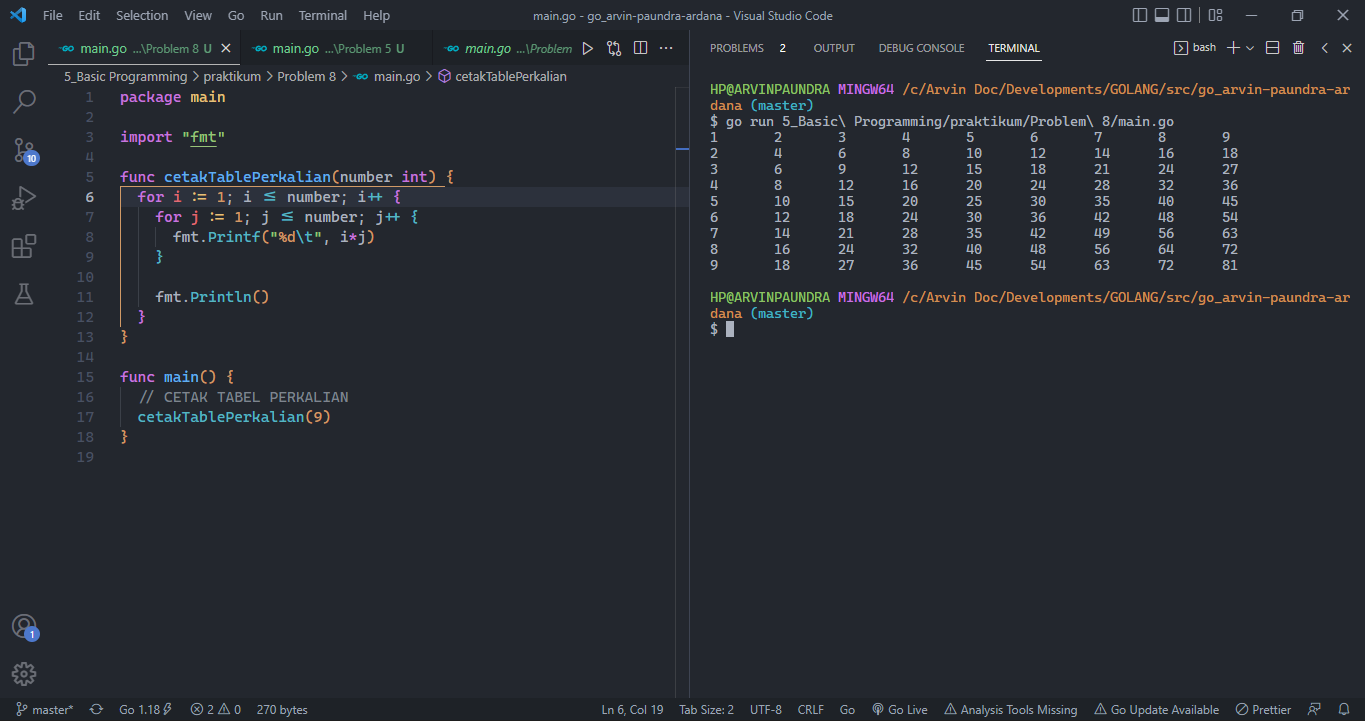 File Edit Selection View Go Run Terminal Help main.go - go_arvin-paundra-ardana - Visual Studio Code
main.go ...\Problem 8 U main.go ...\Problem 5 U main.go ...\Problem
5_Basic Programming > praktikum > Problem 8 > main.go > cetakTablePerkalian
1 package main
2
3 import "fmt"
4
5 func cetakTablePerkalian(number int) {
6 for i := 1; i <= number; i++ {
7 for j := 1; j <= number; j++ {
8 fmt.Printf("%d\t", i*j)
9 }
10
11 fmt.Println()
12 }
13 }
14
15 func main() {
16 // CETAK TABEL PERKALIAN
17 cetakTablePerkalian(9)
18 }
19
10
1
PROBLEMS 2 OUTPUT DEBUG CONSOLE TERMINAL bash
HP@ARVINPAUNDRA MINGW64 /c/Arvin Doc/Developments/GOLANG/src/go_arvin-paundra-ar
dana (master)
$ go run 5_Basic\ Programming/praktikum/Problem\ 8/main.go
1 2 3 4 5 6 7 8 9
2 4 6 8 10 12 14 16 18
3 6 9 12 15 18 21 24 27
4 8 12 16 20 24 28 32 36
5 10 15 20 25 30 35 40 45
6 12 18 24 30 36 42 48 54
7 14 21 28 35 42 49 56 63
8 16 24 32 40 48 56 64 72
9 18 27 36 45 54 63 72 81
HP@ARVINPAUNDRA MINGW64 /c/Arvin Doc/Developments/GOLANG/src/go_arvin-paundra-ar
dana (master)
$
master* Go 1.18 2 0 270 bytes Ln 6, Col 19 Tab Size: 2 UTF-8 CRLF Go Go Live Analysis Tools Missing Go Update Available Prettier